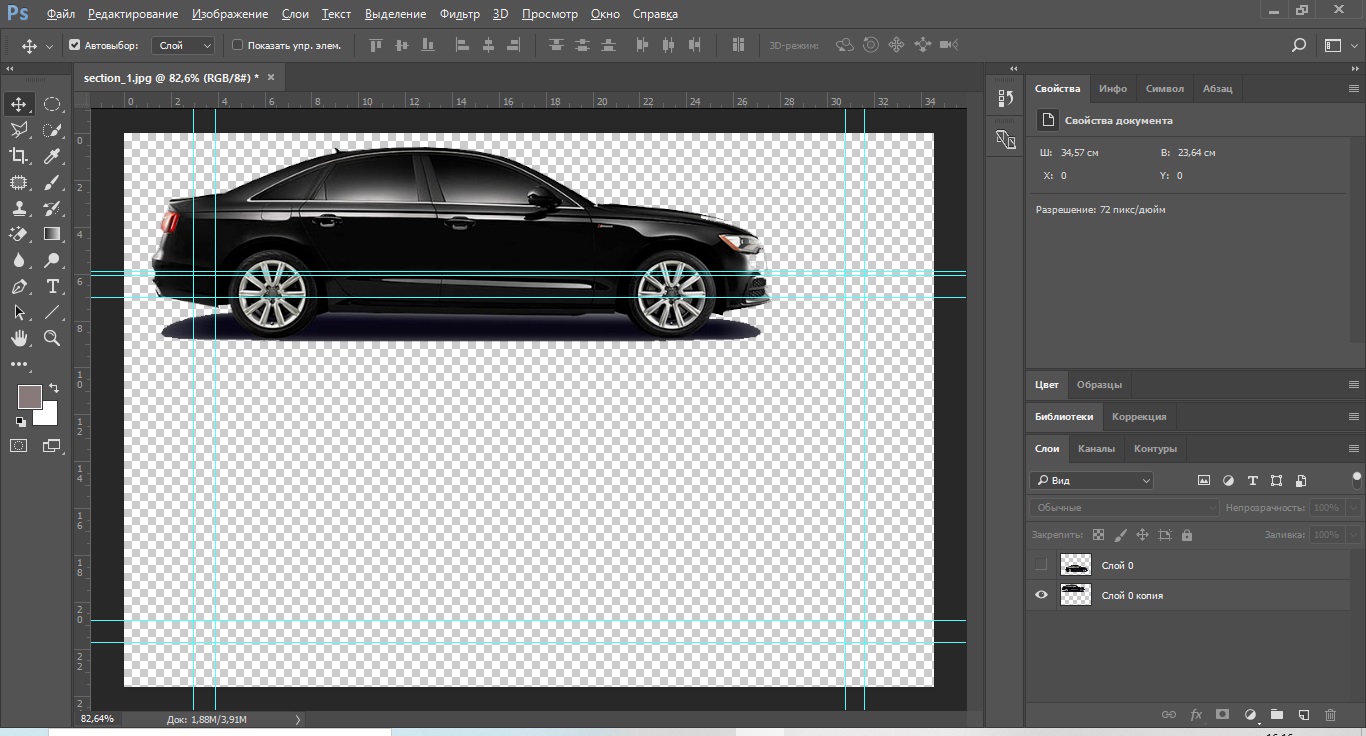 Ps Файл Редактирование Изображение Слои Текст Выделение Фильтр 3D Просмотр Окно Справка
Автовыбор: Слой Показать упр. элем. 3D-режим:
section_1.jpg @ 82,6% (RGB/8#) * ×
0 2 4 6 8 10 12 14 16 18 20 22 24 26 28 30 32 34
0
2
4
6
8
10
12
14
16
18
20
22
2
82,64% Док: 1,88M/3,91M
Свойства Инфо Символ Абзац
Свойства документа
Ш: 34,57 см В: 23,64 см
X: 0 Y: 0
Разрешение: 72 пикс/дюйм
Цвет Образцы
Библиотеки Коррекция
Слои Каналы Контуры
Вид
Обычные Непрозрачность: 100%
Закрепить: Заливка: 100%
Слой 0
Слой 0 копия
fx